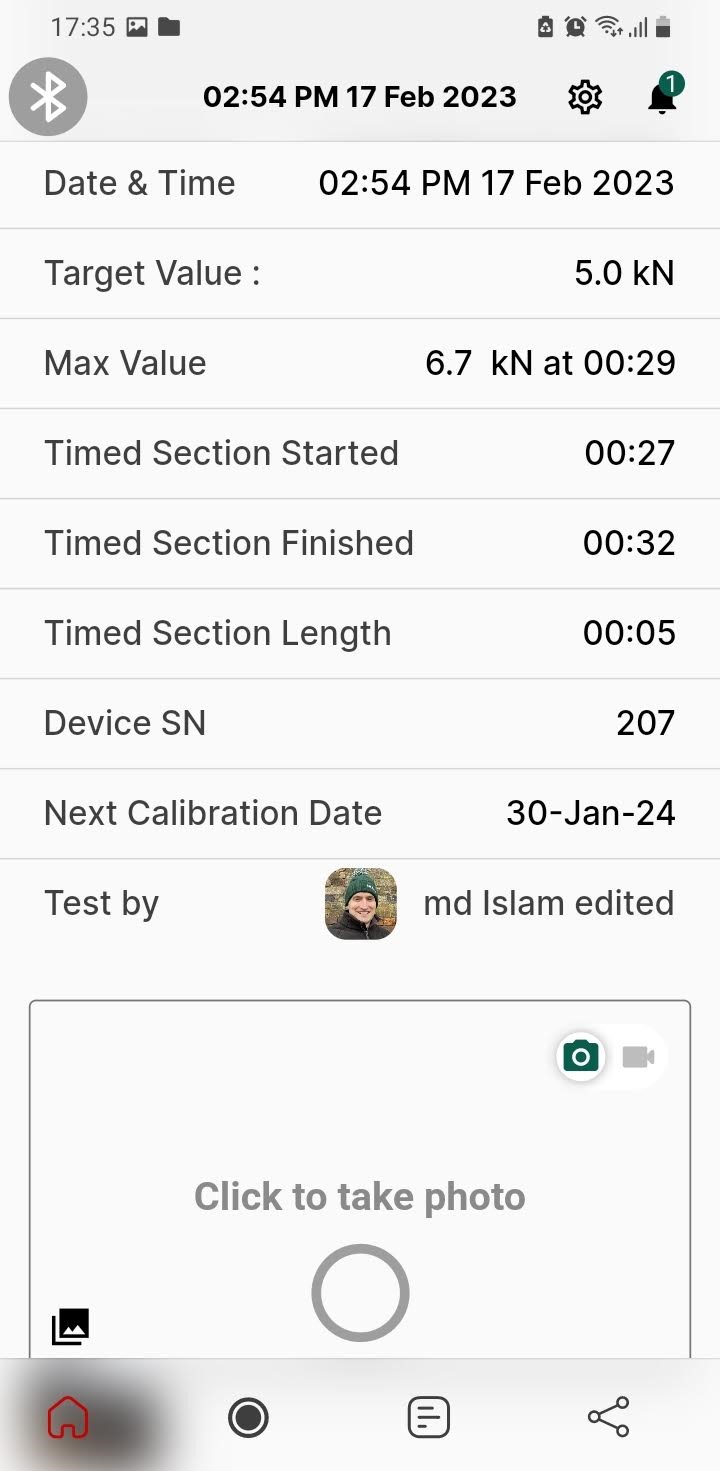 17:35
02:54 PM 17 Feb 2023
1
Date & Time 02:54 PM 17 Feb 2023
Target Value : 5.0 kN
Max Value 6.7 kN at 00:29
Timed Section Started 00:27
Timed Section Finished 00:32
Timed Section Length 00:05
Device SN 207
Next Calibration Date 30-Jan-24
Test by md Islam edited
Click to take photo